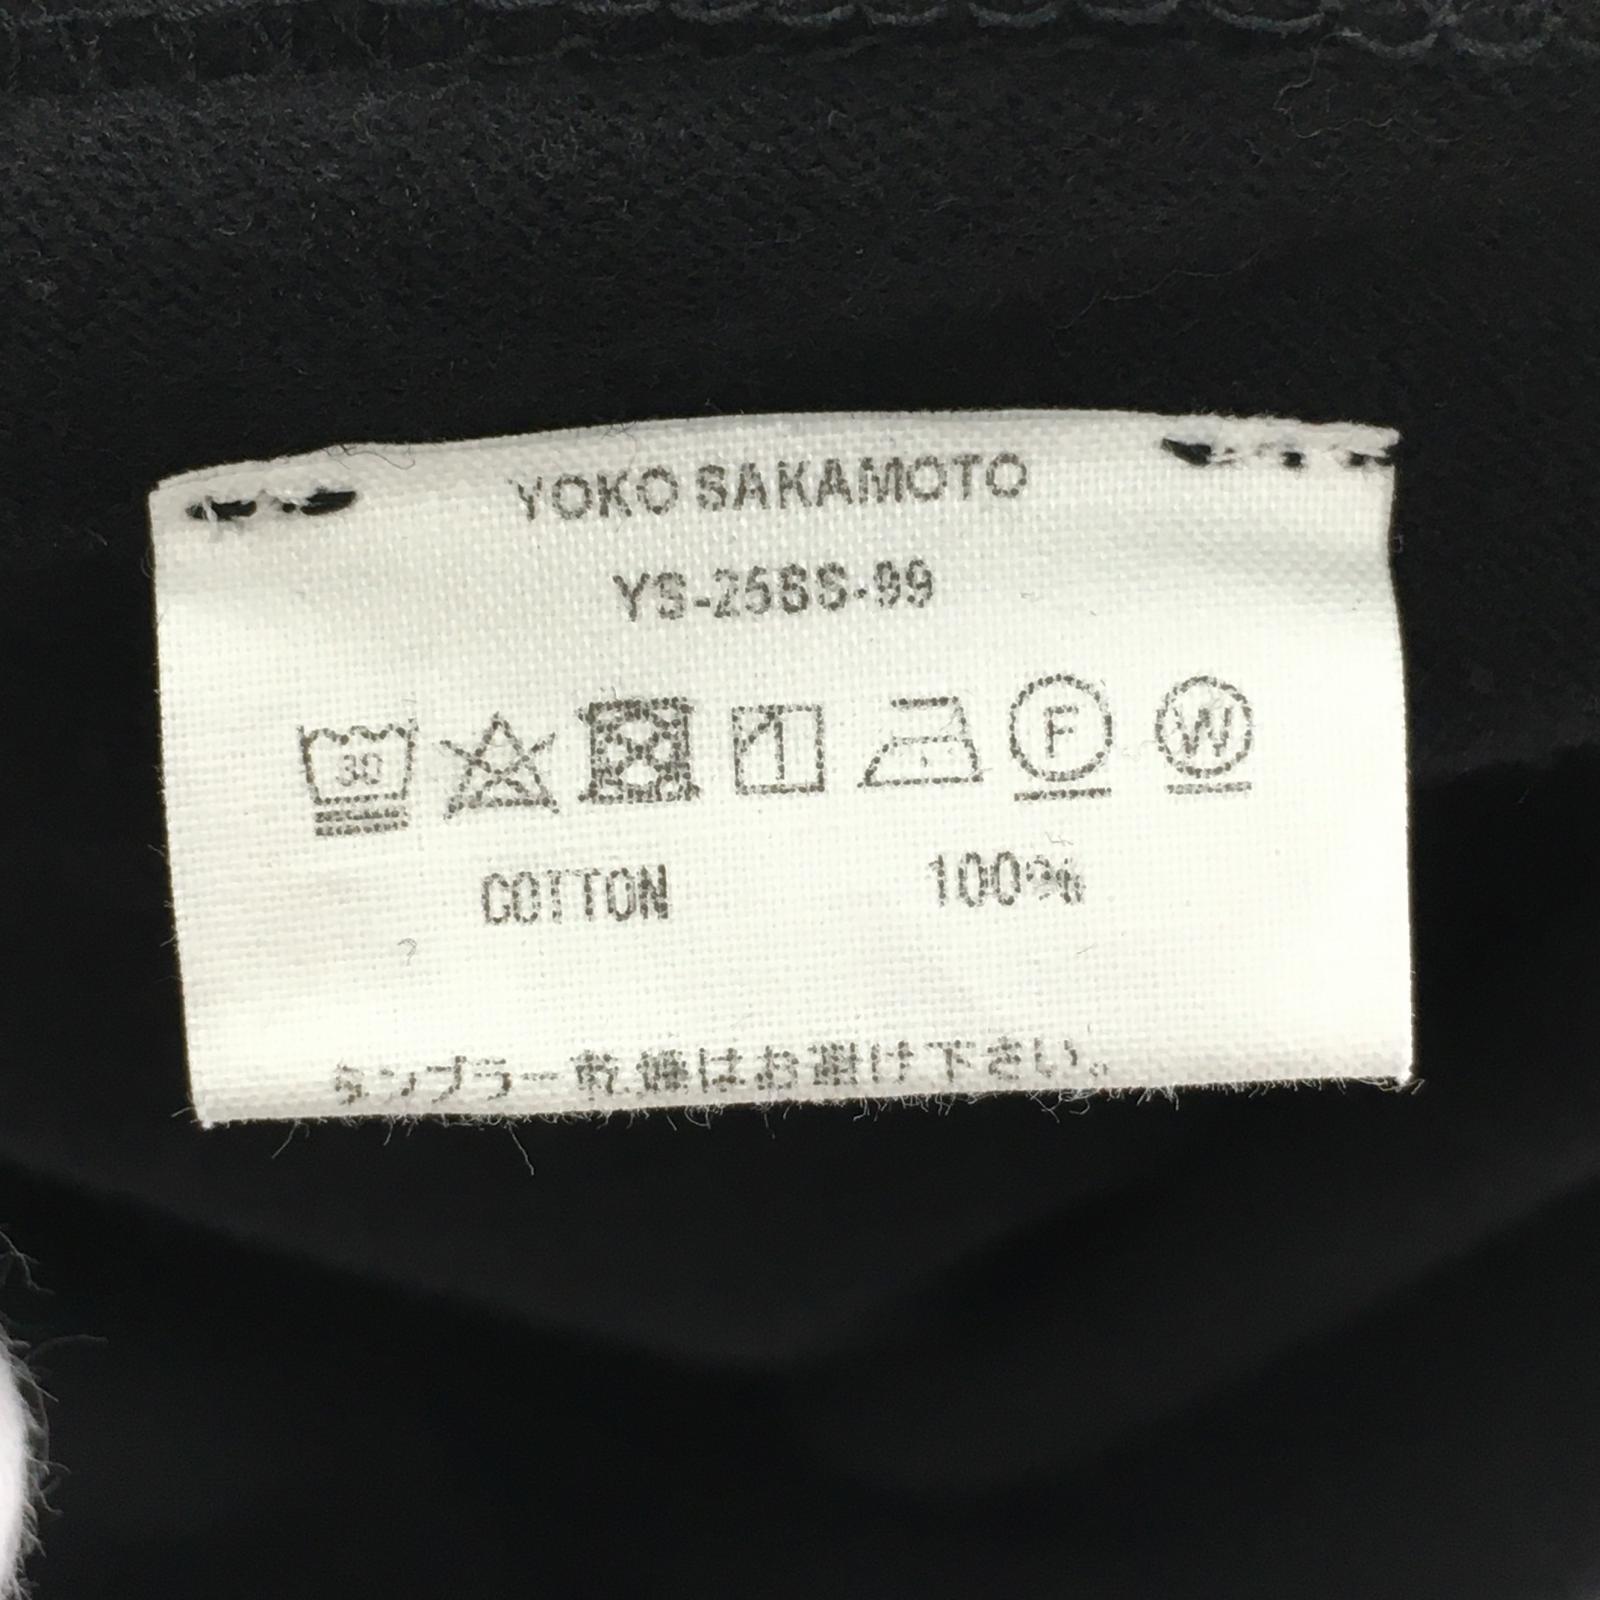 YOKO SAKAMOTO
YS-25SS-99
30 F W
COTTON 100%
タンブラー乾燥はお避け下さい。